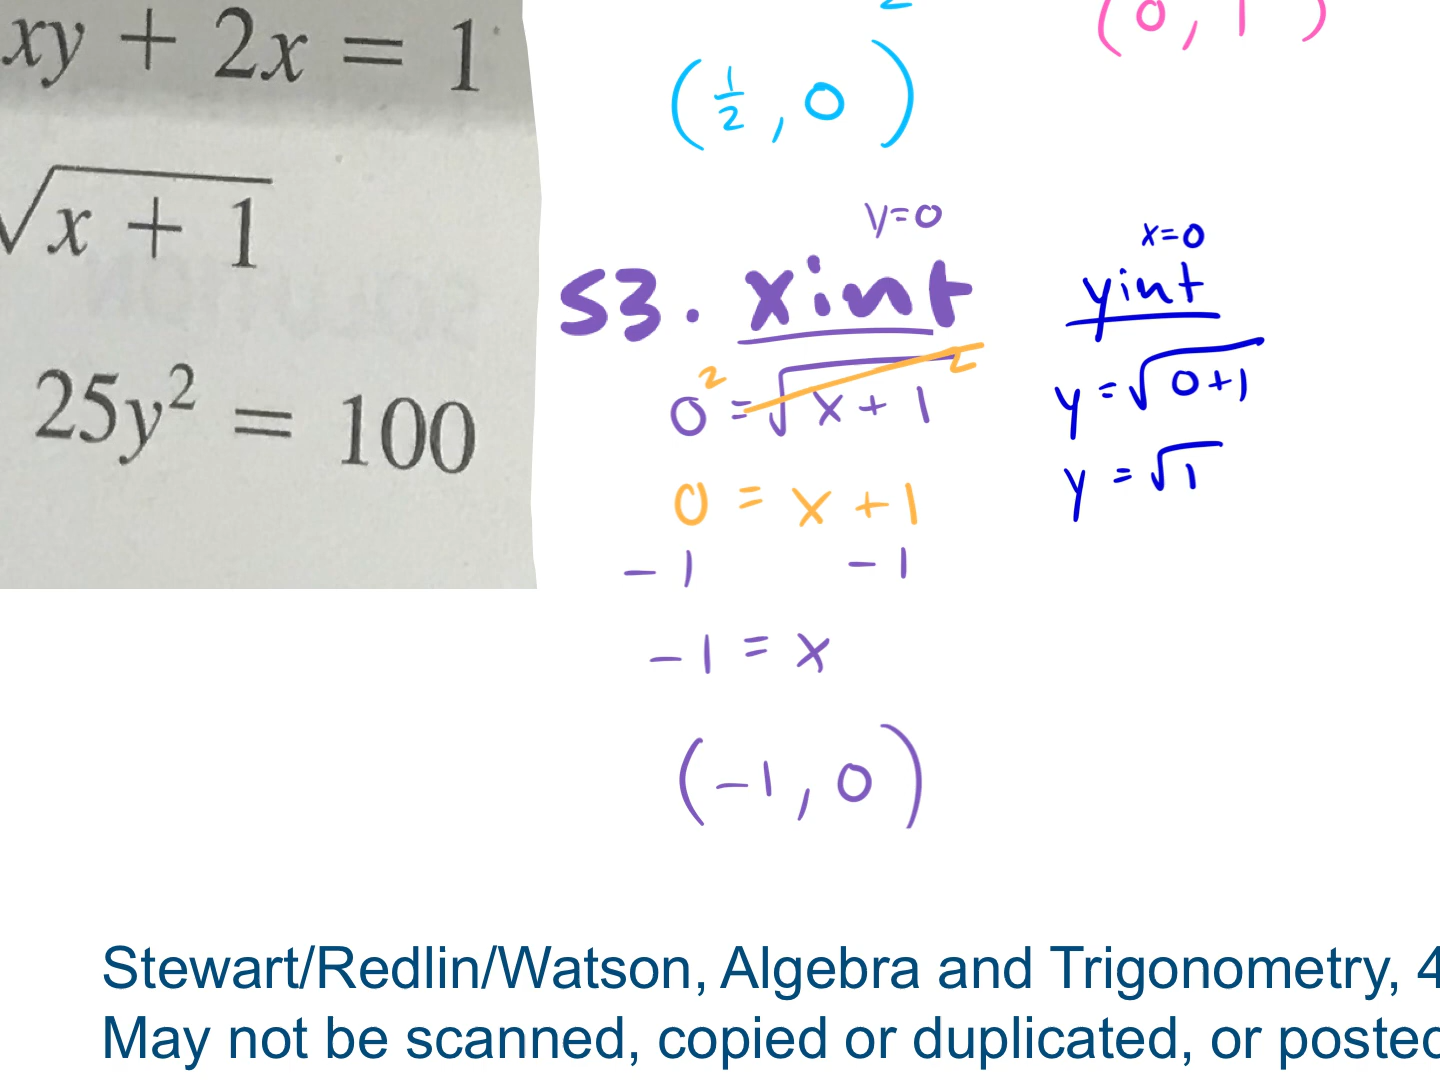 xy + 2x = 1
√x + 1
25y² = 100
(0, 1)
(1/2, 0)
y=0
53. xint
0² = √x + 1²
0 = x + 1
-1 -1
-1 = x
(-1, 0)
x=0
yint
y = √0+1
y = √1
Stewart/Redlin/Watson, Algebra and Trigonometry, 4
May not be scanned, copied or duplicated, or posted